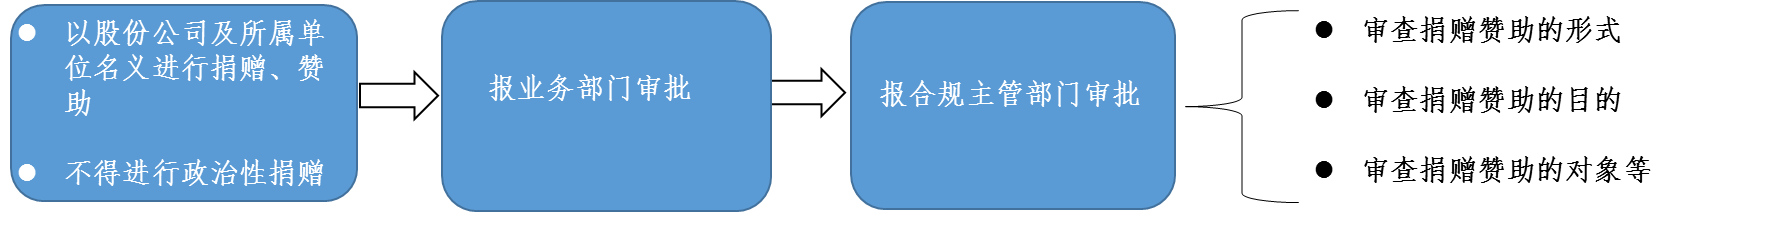 以股份公司及所属单
位名义进行捐赠、赞
助
不得进行政治性捐赠
报业务部门审批
报合规主管部门审批
审查捐赠赞助的形式
审查捐赠赞助的目的
审查捐赠赞助的对象等